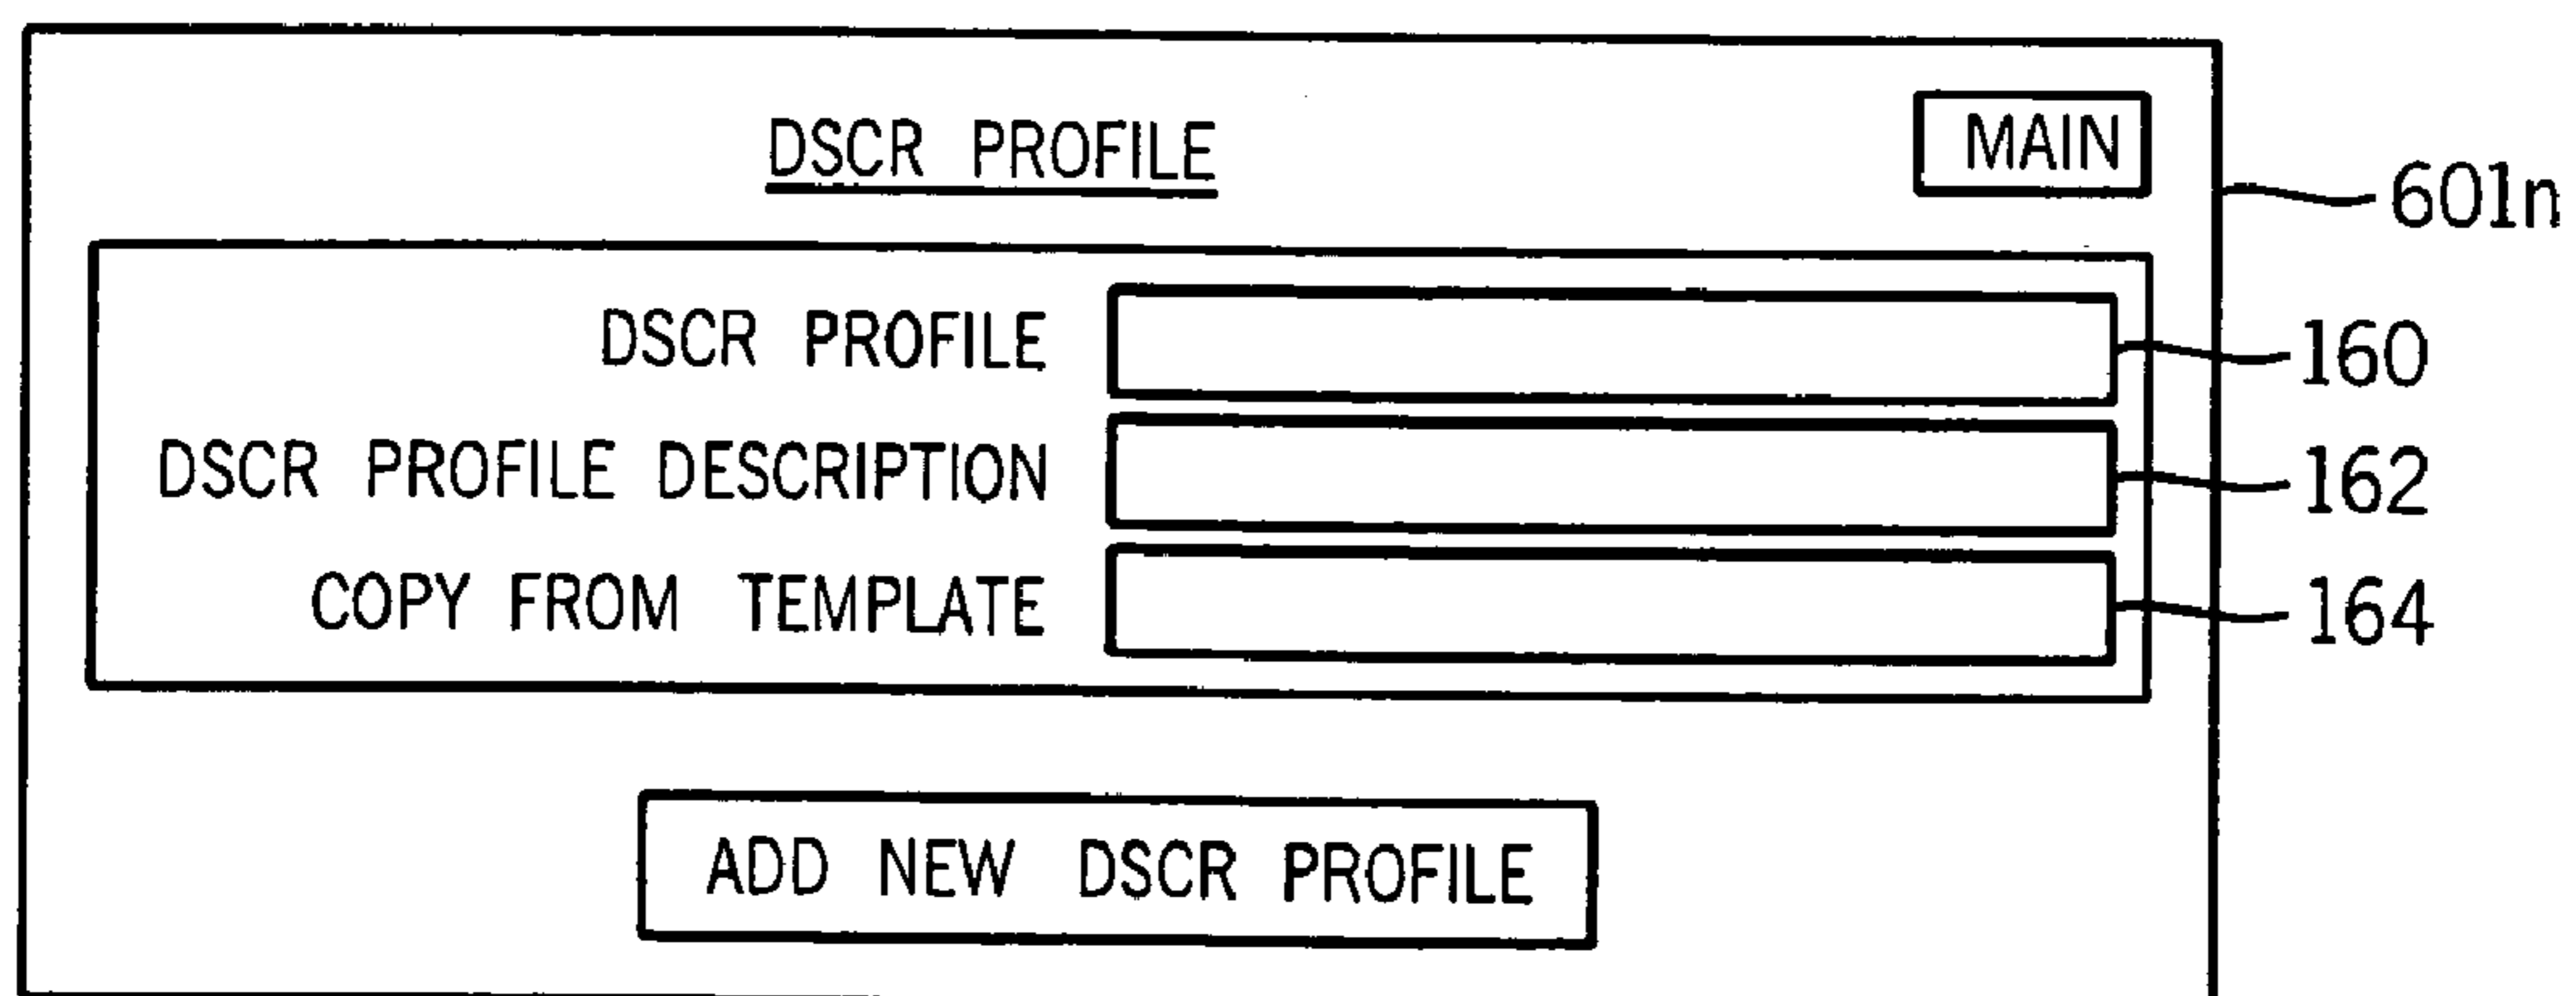 DSCR PROFILE
MAIN
601n
DSCR PROFILE
160
DSCR PROFILE DESCRIPTION
162
COPY FROM TEMPLATE
164
ADD NEW DSCR PROFILE